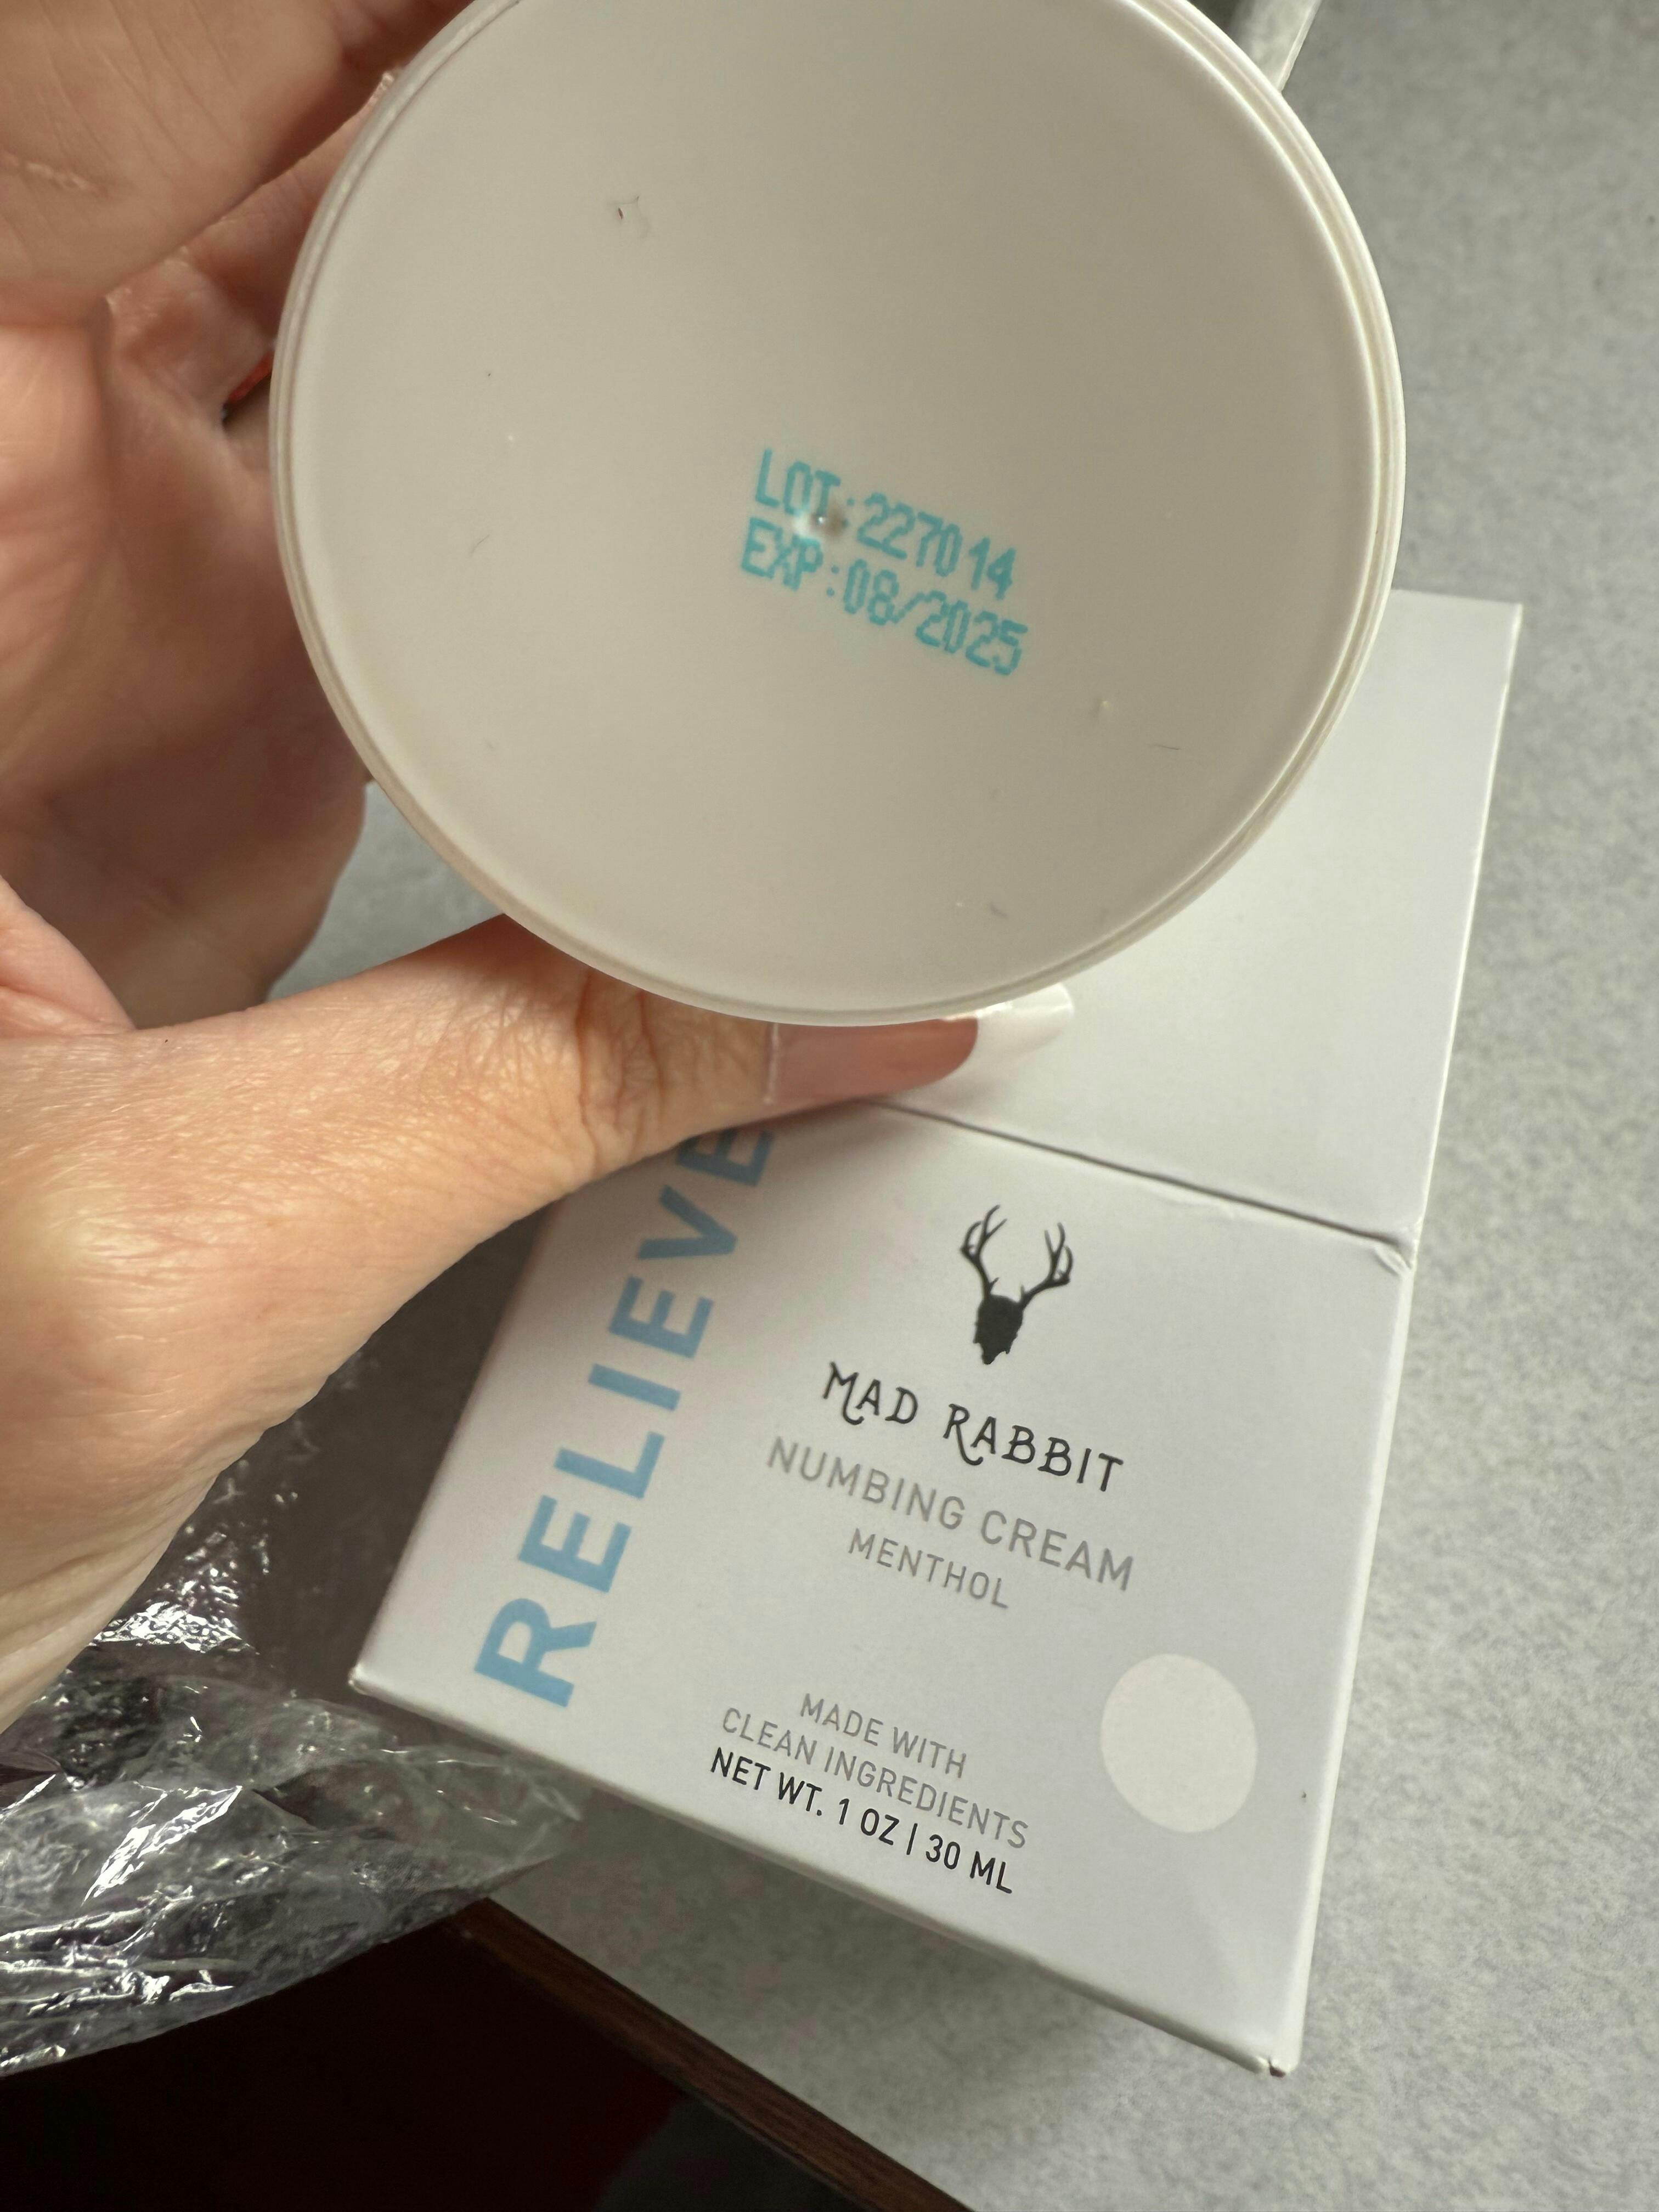 LOT:227014
EXP:08/2025
RELIEVE
MAD RABBIT
NUMBING CREAM
MENTHOL
MADE WITH
CLEAN INGREDIENTS
NET WT. 1 OZ | 30 ML